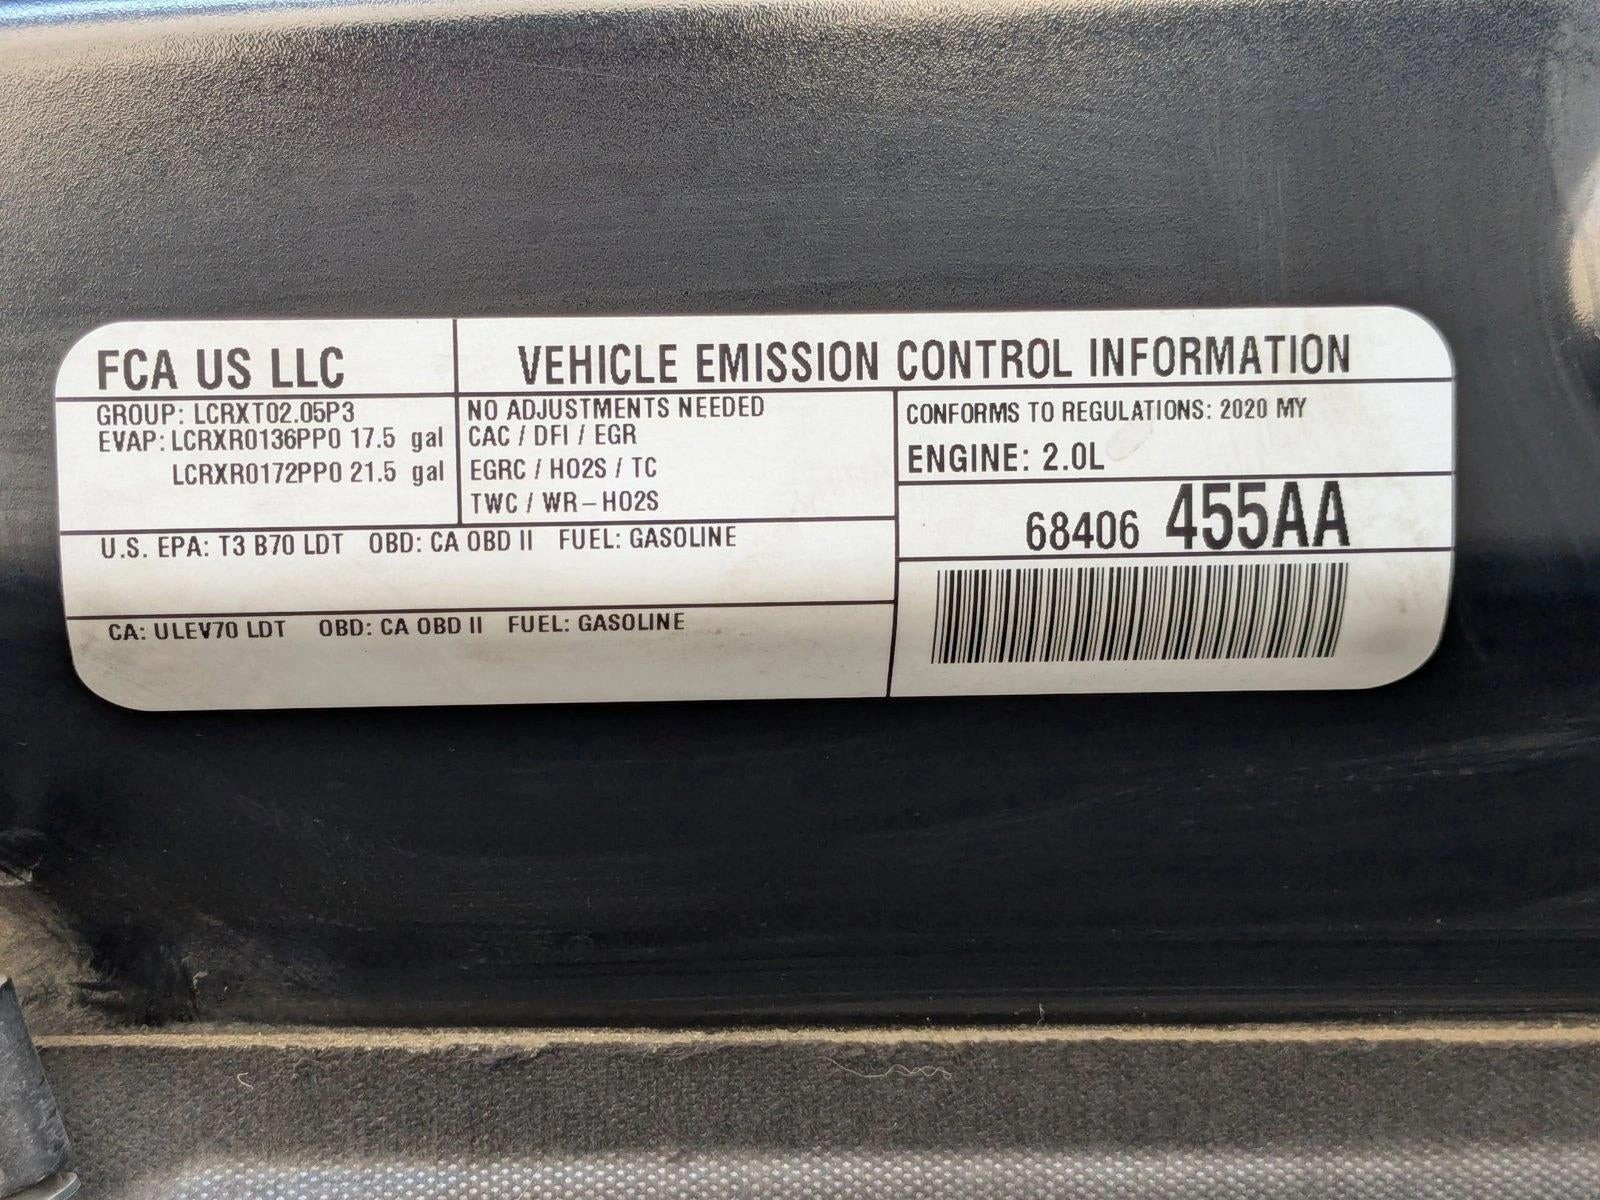 FCA US LLC
VEHICLE EMISSION CONTROL INFORMATION
GROUP: LCRXT02.05P3
EVAP: LCRXR0136PP0 17.5 gal
LCRXR0172PP0 21.5 gal
NO ADJUSTMENTS NEEDED
CAC / DFI / EGR
EGRC / HO2S / TC
TWC / WR-HO2S
CONFORMS TO REGULATIONS: 2020 MY
ENGINE: 2.0L
68406 455AA
U.S. EPA: T3 B70 LDT OBD: CA OBD II FUEL: GASOLINE
CA: ULEV70 LDT OBD: CA OBD II FUEL: GASOLINE